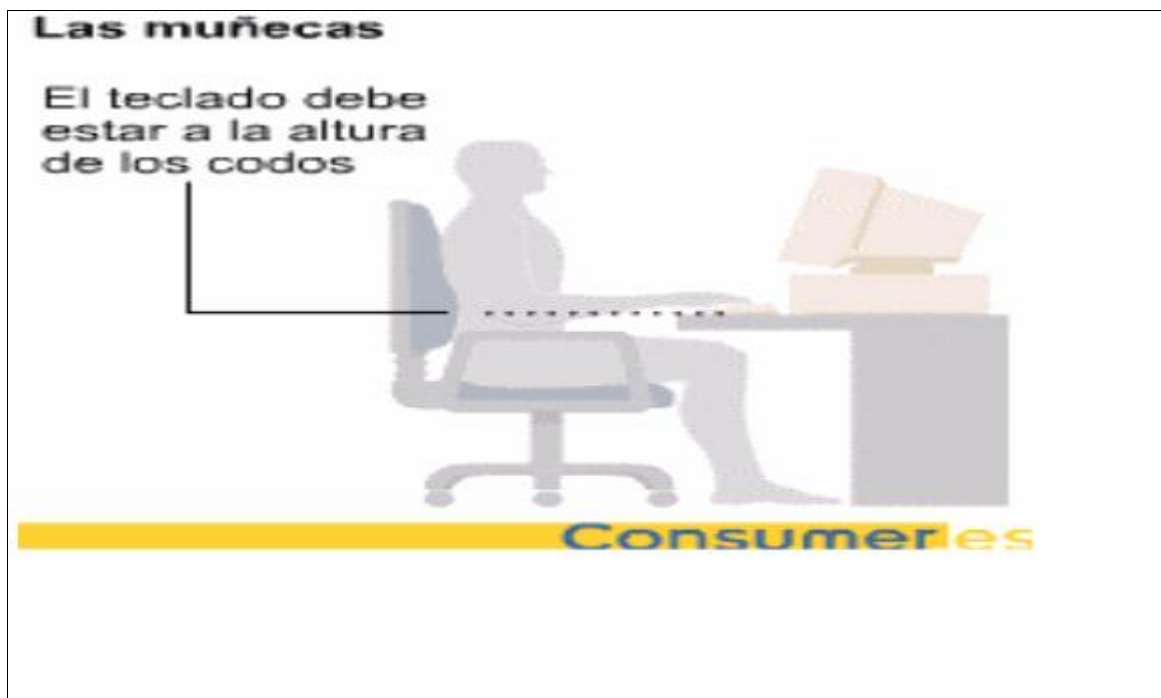 Las muñecas
El teclado debe
estar a la altura
de los codos
Consumer.es